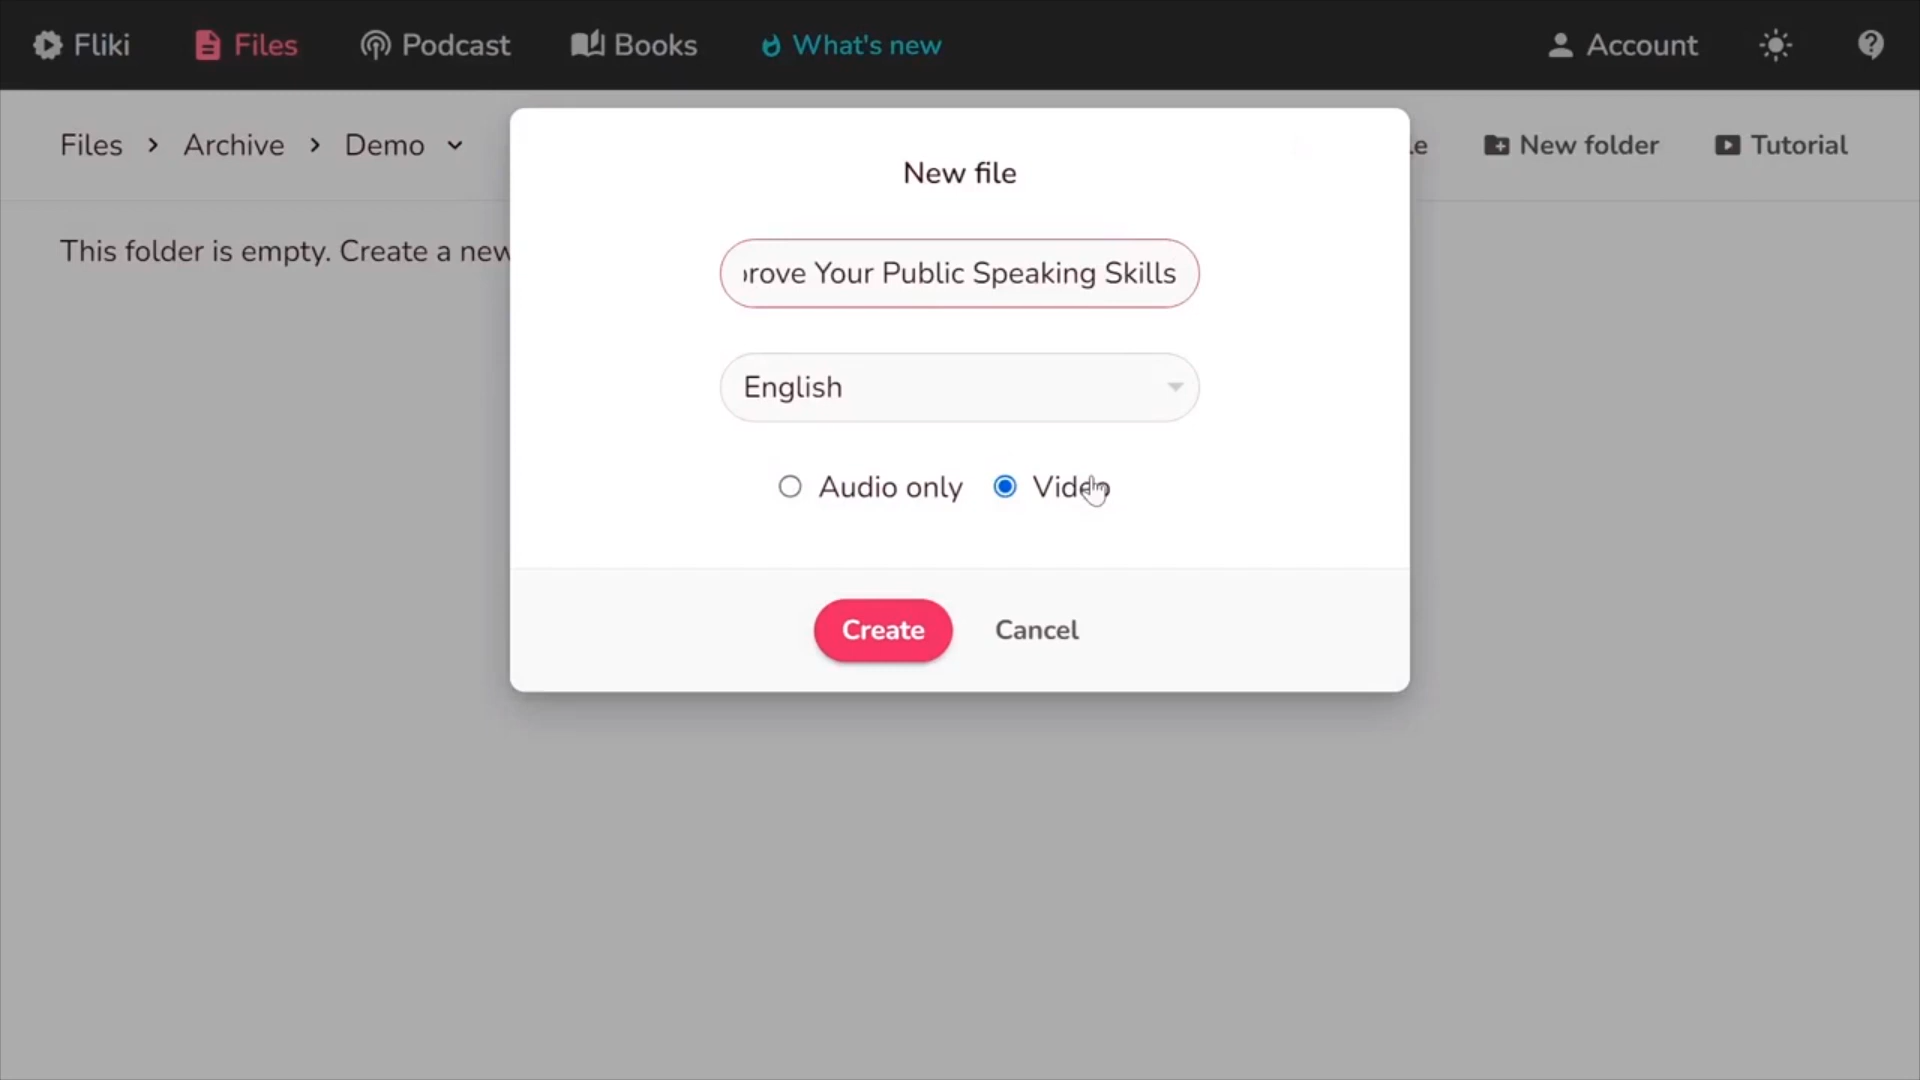 Fliki Files Podcast Books What's new Account
Files > Archive > Demo
New folder Tutorial
This folder is empty. Create a new
New file
Your Public Speaking Skills
English
Audio only Video
Create Cancel